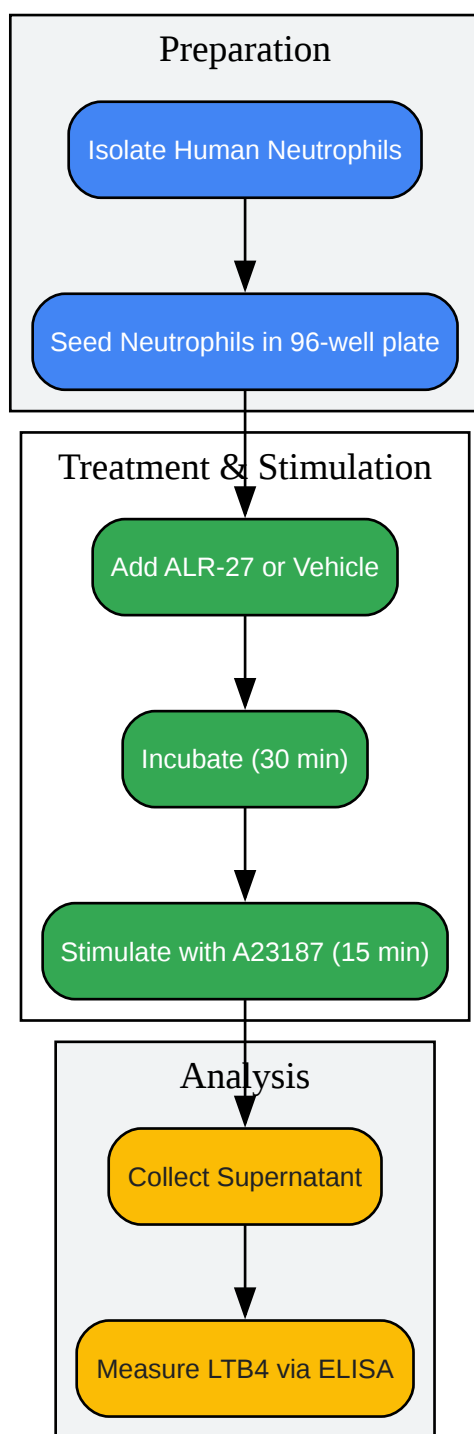 Preparation
Isolate Human Neutrophils
Seed Neutrophils in 96-well plate
Treatment & Stimulation
Add ALR-27 or Vehicle
Incubate (30 min)
Stimulate with A23187 (15 min)
Analysis
Collect Supernatant
Measure LTB4 via ELISA